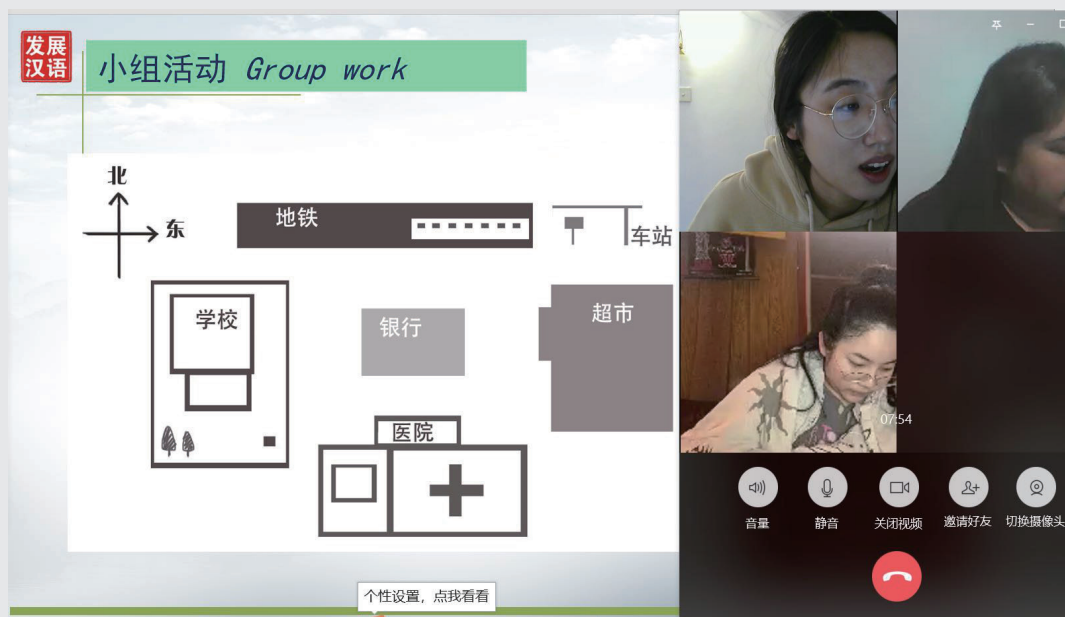 发展
汉语
小组活动 Group work
北
东
地铁
车站
学校
银行
超市
医院
个性设置，点我看看
07:54
音量
静音
关闭视频
邀请好友
切换摄像头